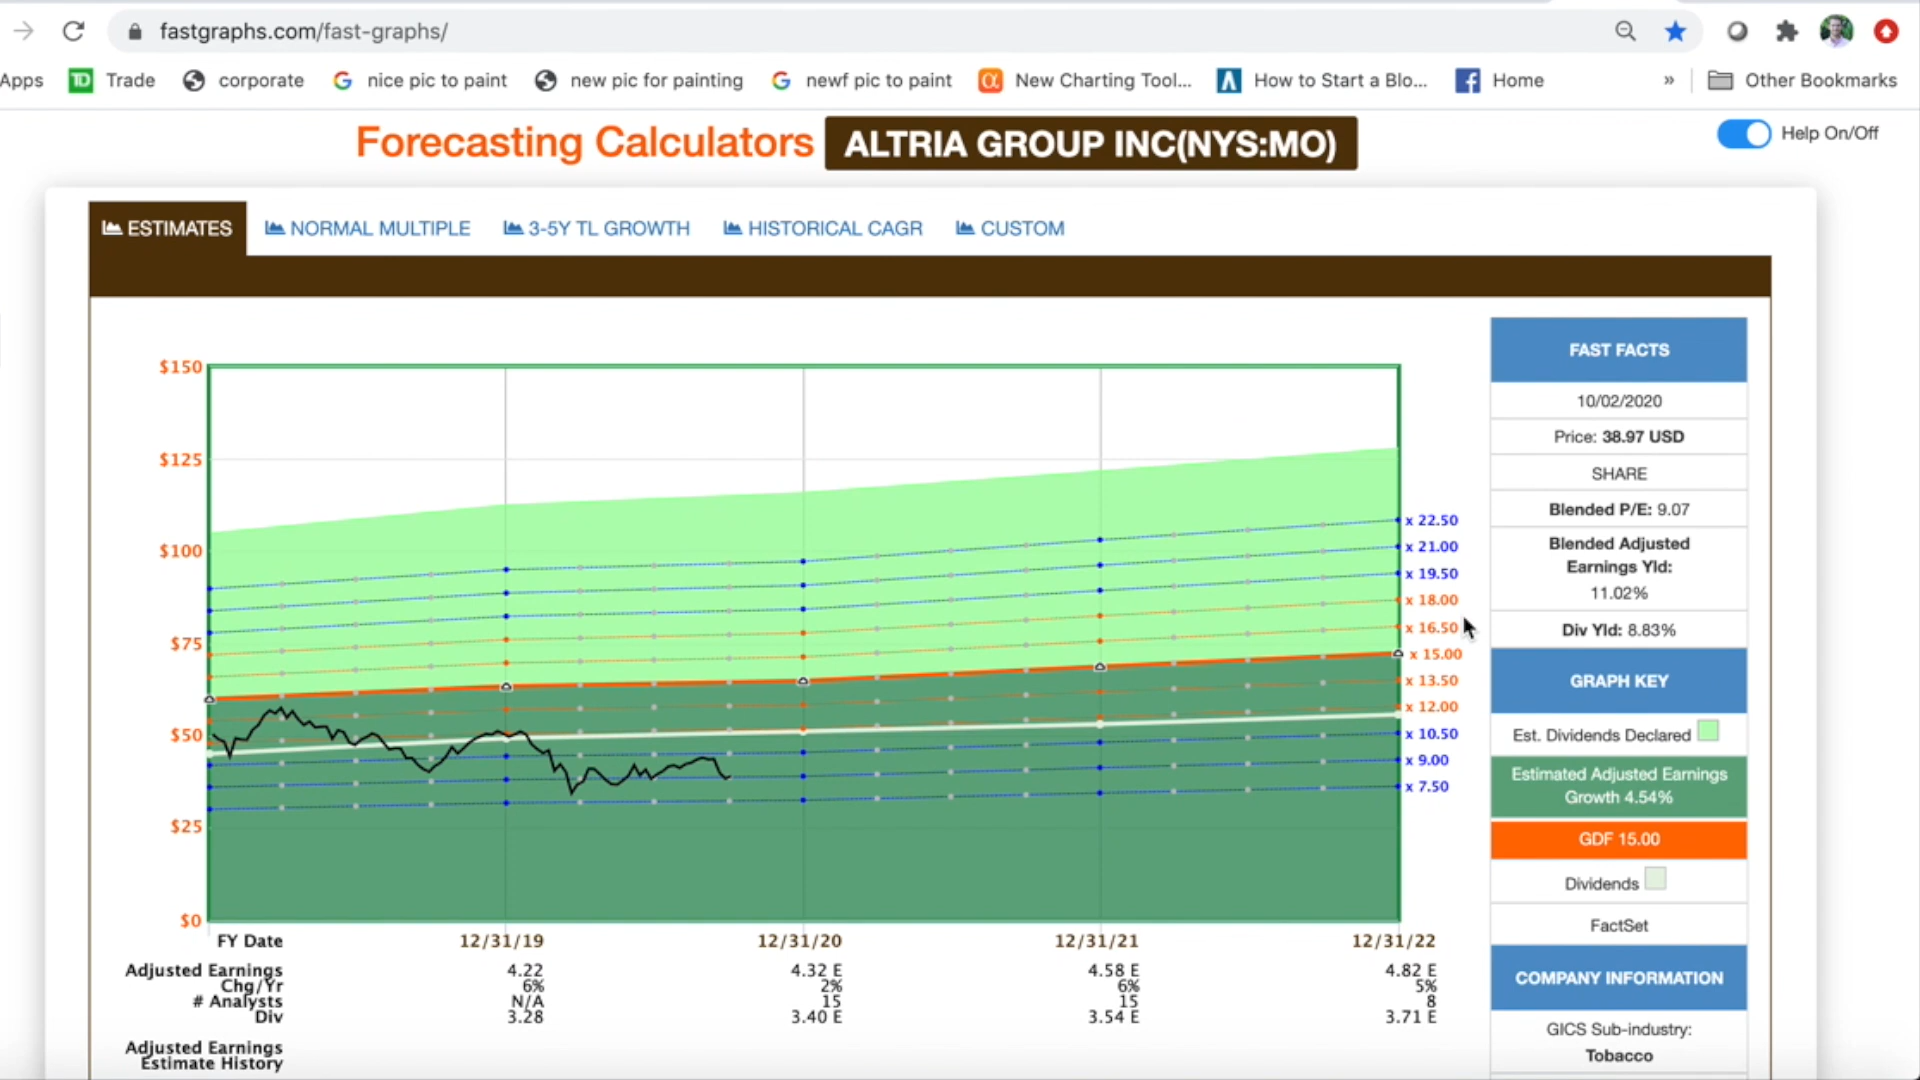 fastgraphs.com/fast-graphs/
Apps TD Trade corporate nice pic to paint new pic for painting newf pic to paint New Charting Tool... How to Start a Blo... Home » Other Bookmarks
Forecasting Calculators ALTRIA GROUP INC(NYS:MO)
Help On/Off
ESTIMATES NORMAL MULTIPLE 3-5Y TL GROWTH HISTORICAL CAGR CUSTOM
$150
$125
$100
$75
$50
$25
$0
x 22.50
x 21.00
x 19.50
x 18.00
x 16.50
x 15.00
x 13.50
x 12.00
x 10.50
x 9.00
x 7.50
FY Date 12/31/19 12/31/20 12/31/21 12/31/22
Adjusted Earnings 4.22 4.32 E 4.58 E 4.82 E
Chg/Yr 6% 2% 6% 5%
# Analysts N/A 15 15 8
Div 3.28 3.40 E 3.54 E 3.71 E
Adjusted Earnings
Estimate History
FAST FACTS
10/02/2020
Price: 38.97 USD
SHARE
Blended P/E: 9.07
Blended Adjusted
Earnings Yld:
11.02%
Div Yld: 8.83%
GRAPH KEY
Est. Dividends Declared
Estimated Adjusted Earnings
Growth 4.54%
GDF 15.00
Dividends
FactSet
COMPANY INFORMATION
GICS Sub-industry:
Tobacco